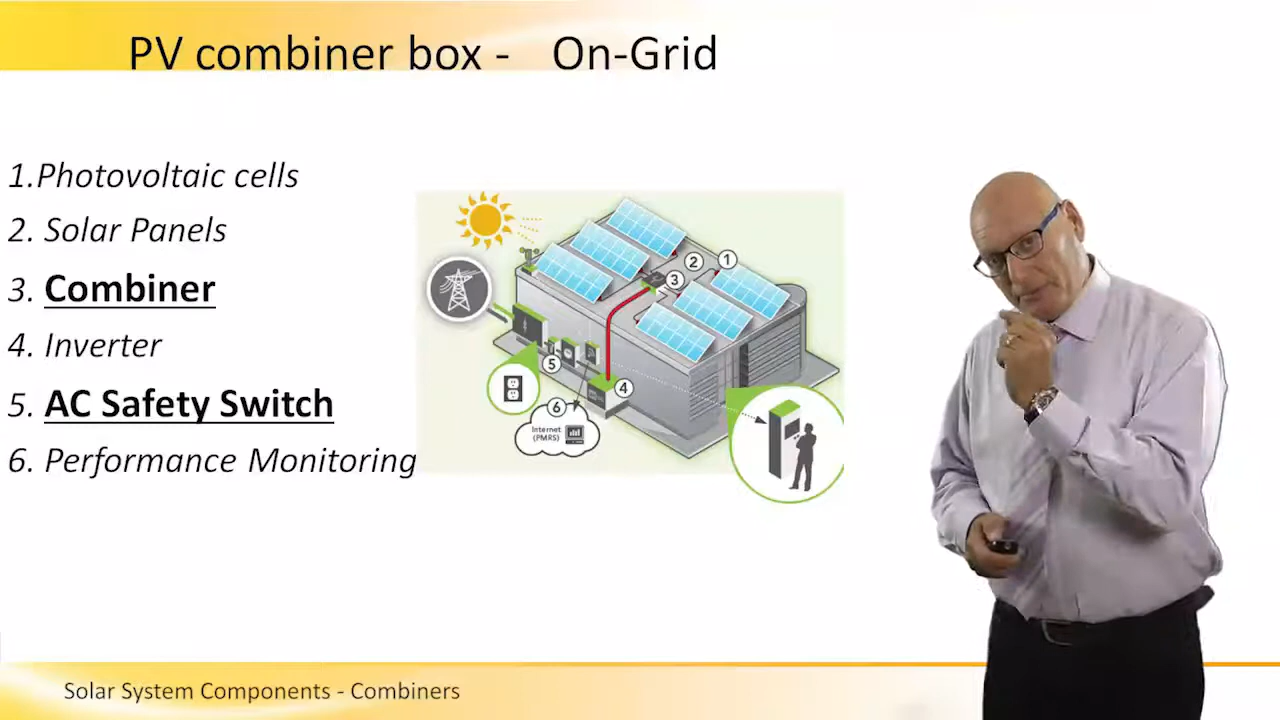 PV combiner box - On-Grid
1.Photovoltaic cells
2. Solar Panels
3. Combiner
4. Inverter
5. AC Safety Switch
6. Performance Monitoring
1
2
3
4
5
6
Internet
(PMRS)
Solar System Components - Combiners